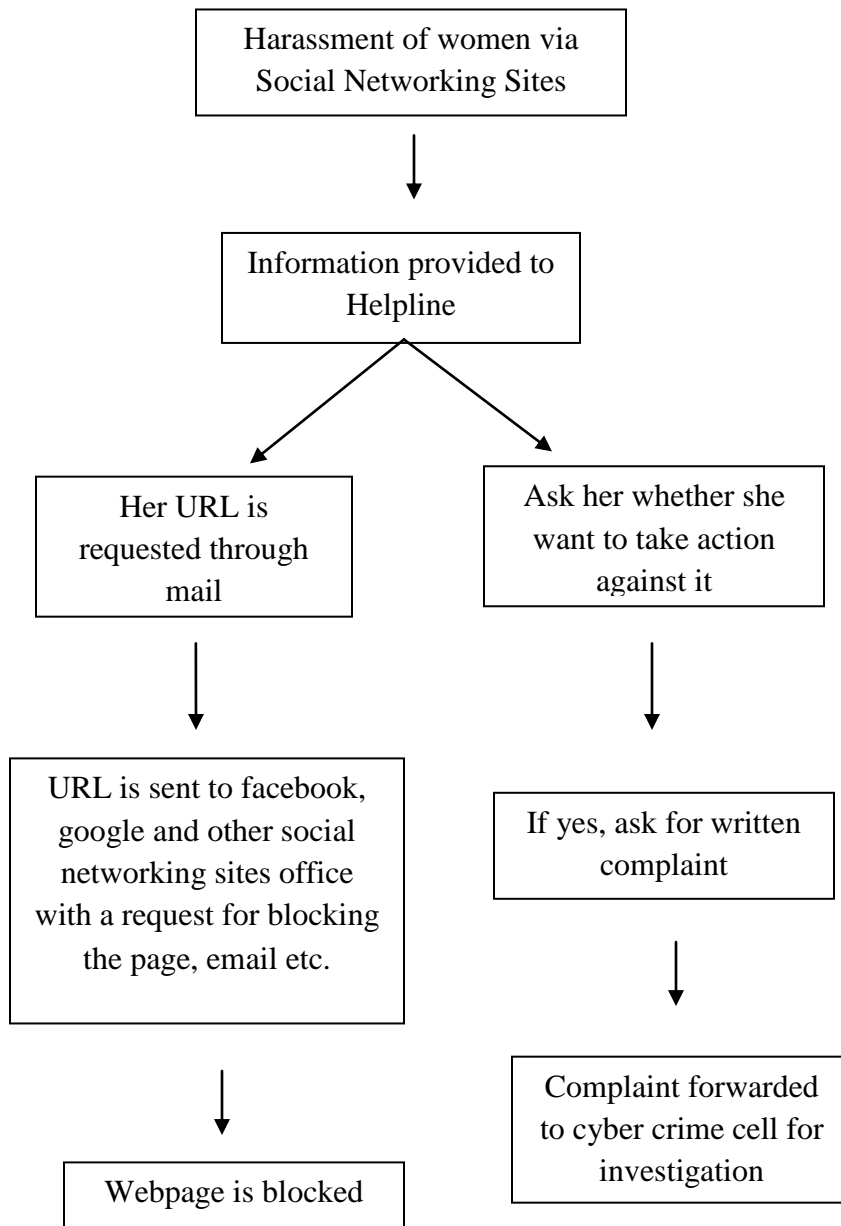 Harassment of women via
Social Networking Sites
Information provided to
Helpline
Her URL is
requested through
mail
Ask her whether she
want to take action
against it
URL is sent to facebook,
google and other social
networking sites office
with a request for blocking
the page, email etc.
If yes, ask for written
complaint
Complaint forwarded
to cyber crime cell for
investigation
Webpage is blocked